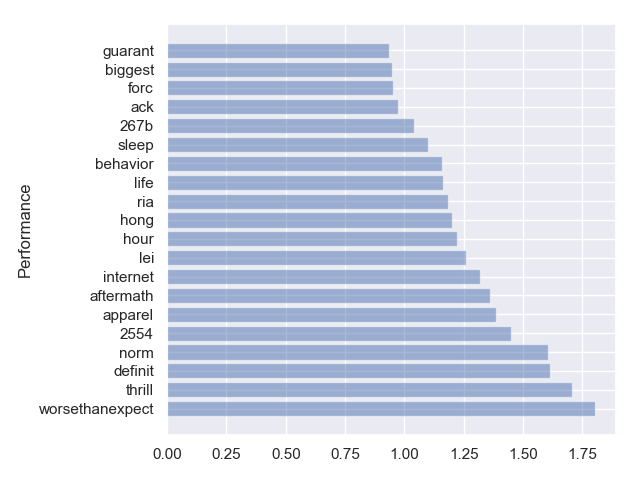 guarant
biggest
forc
ack
267b
sleep
behavior
life
ria
hong
hour
lei
internet
aftermath
apparel
2554
norm
definit
thrill
worsethanexpect
Performance
0.00 0.25 0.50 0.75 1.00 1.25 1.50 1.75